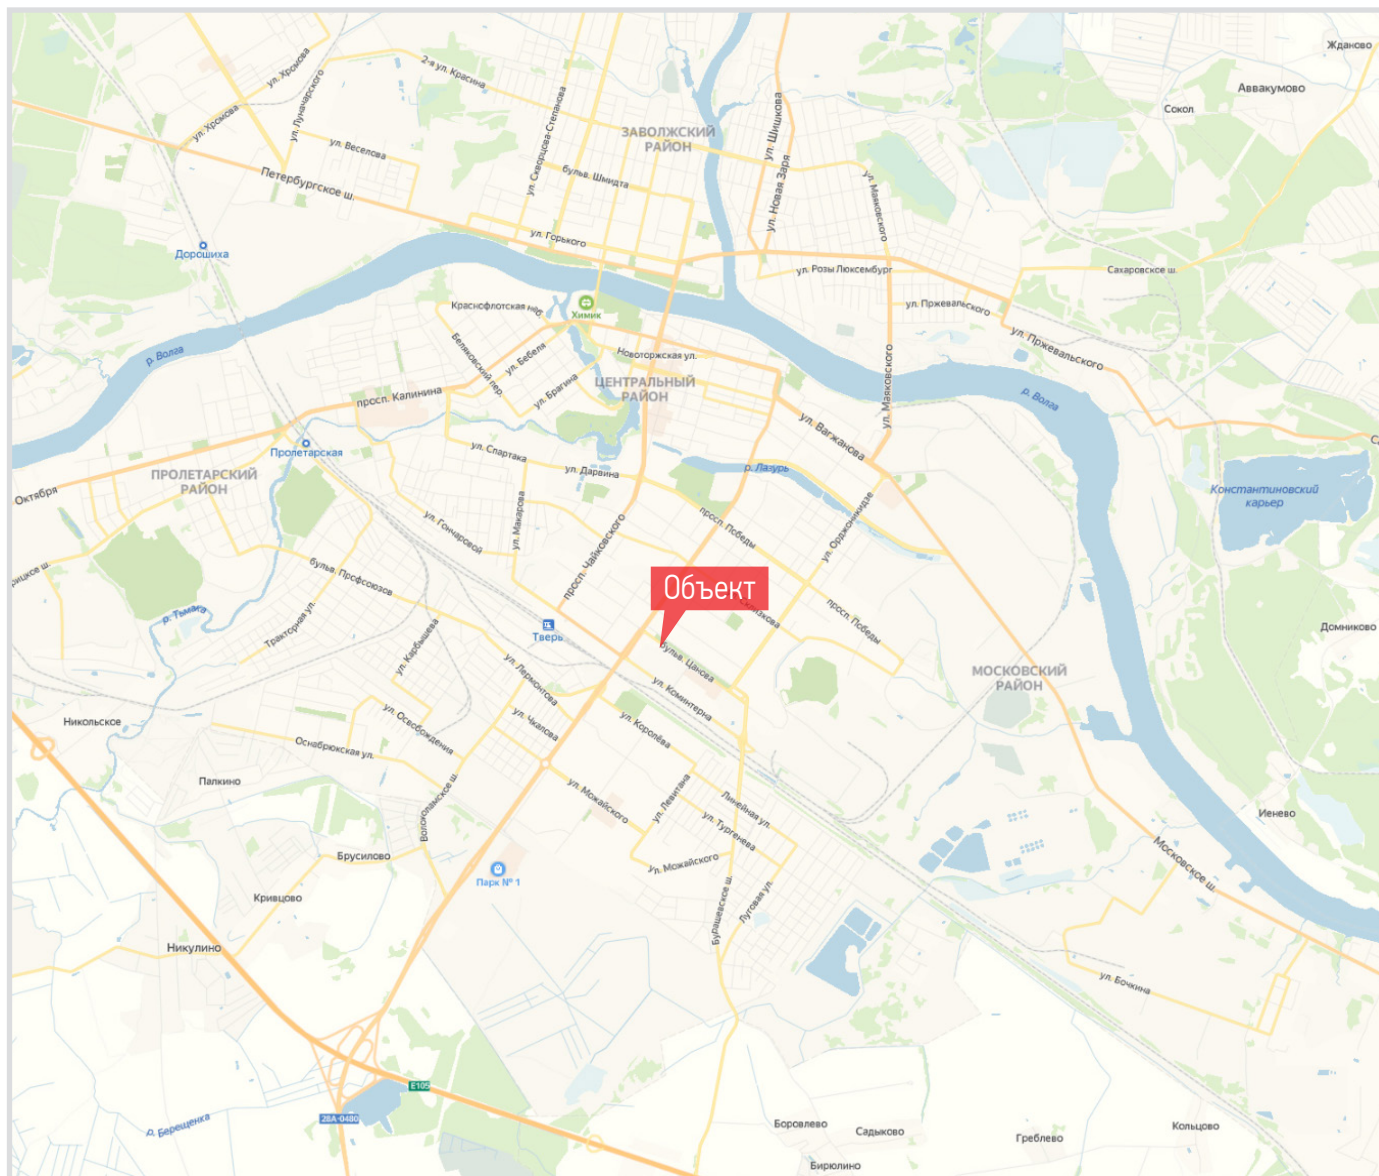 Жданово
Аввакумово
Сокол
ул. Хромова
2-я ул. Красина
ул. Хромова
ул. Луначарского
ул. Веселова
ул. Скворцова-Степанова
ЗАВОЛЖСКИЙ
РАЙОН
ул. Шишкова
бульв. Шмидта
ул. Новая Заря
ул. Маяковского
Петербургское ш.
ул. Горького
Дорошиха
ул. Розы Люксембург
Сахаровское ш.
Краснофлотская наб.
Химик
ул. Пржевальского
ул. Пржевальского
р. Волга
Беляковский пер.
ул. Бебеля
Новоторжская ул.
ул. Брагина
ЦЕНТРАЛЬНЫЙ
РАЙОН
просп. Калинина
ул. Маяковского
р. Волга
ул. Вагжанова
Пролетарская
ул. Спартака
ул. Дарвина
р. Лазурь
ПРОЛЕТАРСКИЙ
РАЙОН
Октября
Константиновский
карьер
ул. Гончаровой
ул. Макарова
просп. Чайковского
просп. Победы
ул. Орджоникидзе
рицкое ш.
бульв. Профсоюзов
Объект
р. Тьмака
Тракторная ул.
ул. Карбышева
Тверь
просп. Победы
Домниково
бульв. Цанова
МОСКОВСКИЙ
РАЙОН
ул. Лермонтова
ул. Коминтерна
Никольское
ул. Освобождения
ул. Чкалова
ул. Королёва
Оснабрюкская ул.
Палкино
Волоколамское ш.
ул. Можайского
ул. Левитана
Линейная ул.
ул. Тургенева
Иенево
Брусилово
ул. Можайского
Московское ш.
Парк № 1
Кривцово
Бурашевское ш.
Луговая ул.
Никулино
ул. Бочкина
E105
28А-0480
р. Берещенка
Боровлево
Садыково
Греблево
Кольцово
Бирюлино